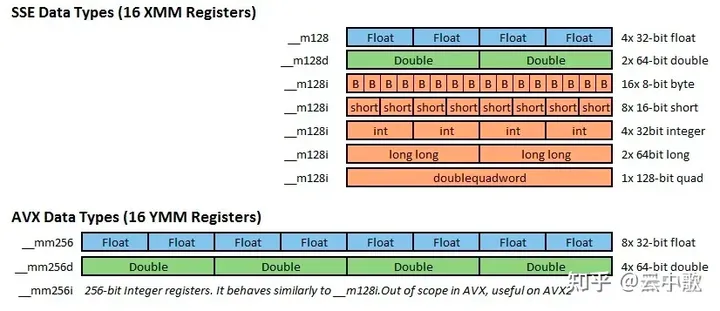 SSE Data Types (16 XMM Registers)
__m128 Float Float Float Float 4x 32-bit float
__m128d Double Double 2x 64-bit double
__m128i B B B B B B B B B B B B B B B B 16x 8-bit byte
__m128i short short short short short short short short 8x 16-bit short
__m128i int int int int 4x 32bit integer
__m128i long long long long 2x 64bit long
__m128i doublequadword 1x 128-bit quad
AVX Data Types (16 YMM Registers)
__mm256 Float Float Float Float Float Float Float Float 8x 32-bit float
__mm256d Double Double Double Double 4x 64-bit double
__mm256i 256-bit Integer registers. It behaves similarly to __m128i.Out of scope in AVX, useful on AVX2
知乎 @云中歌